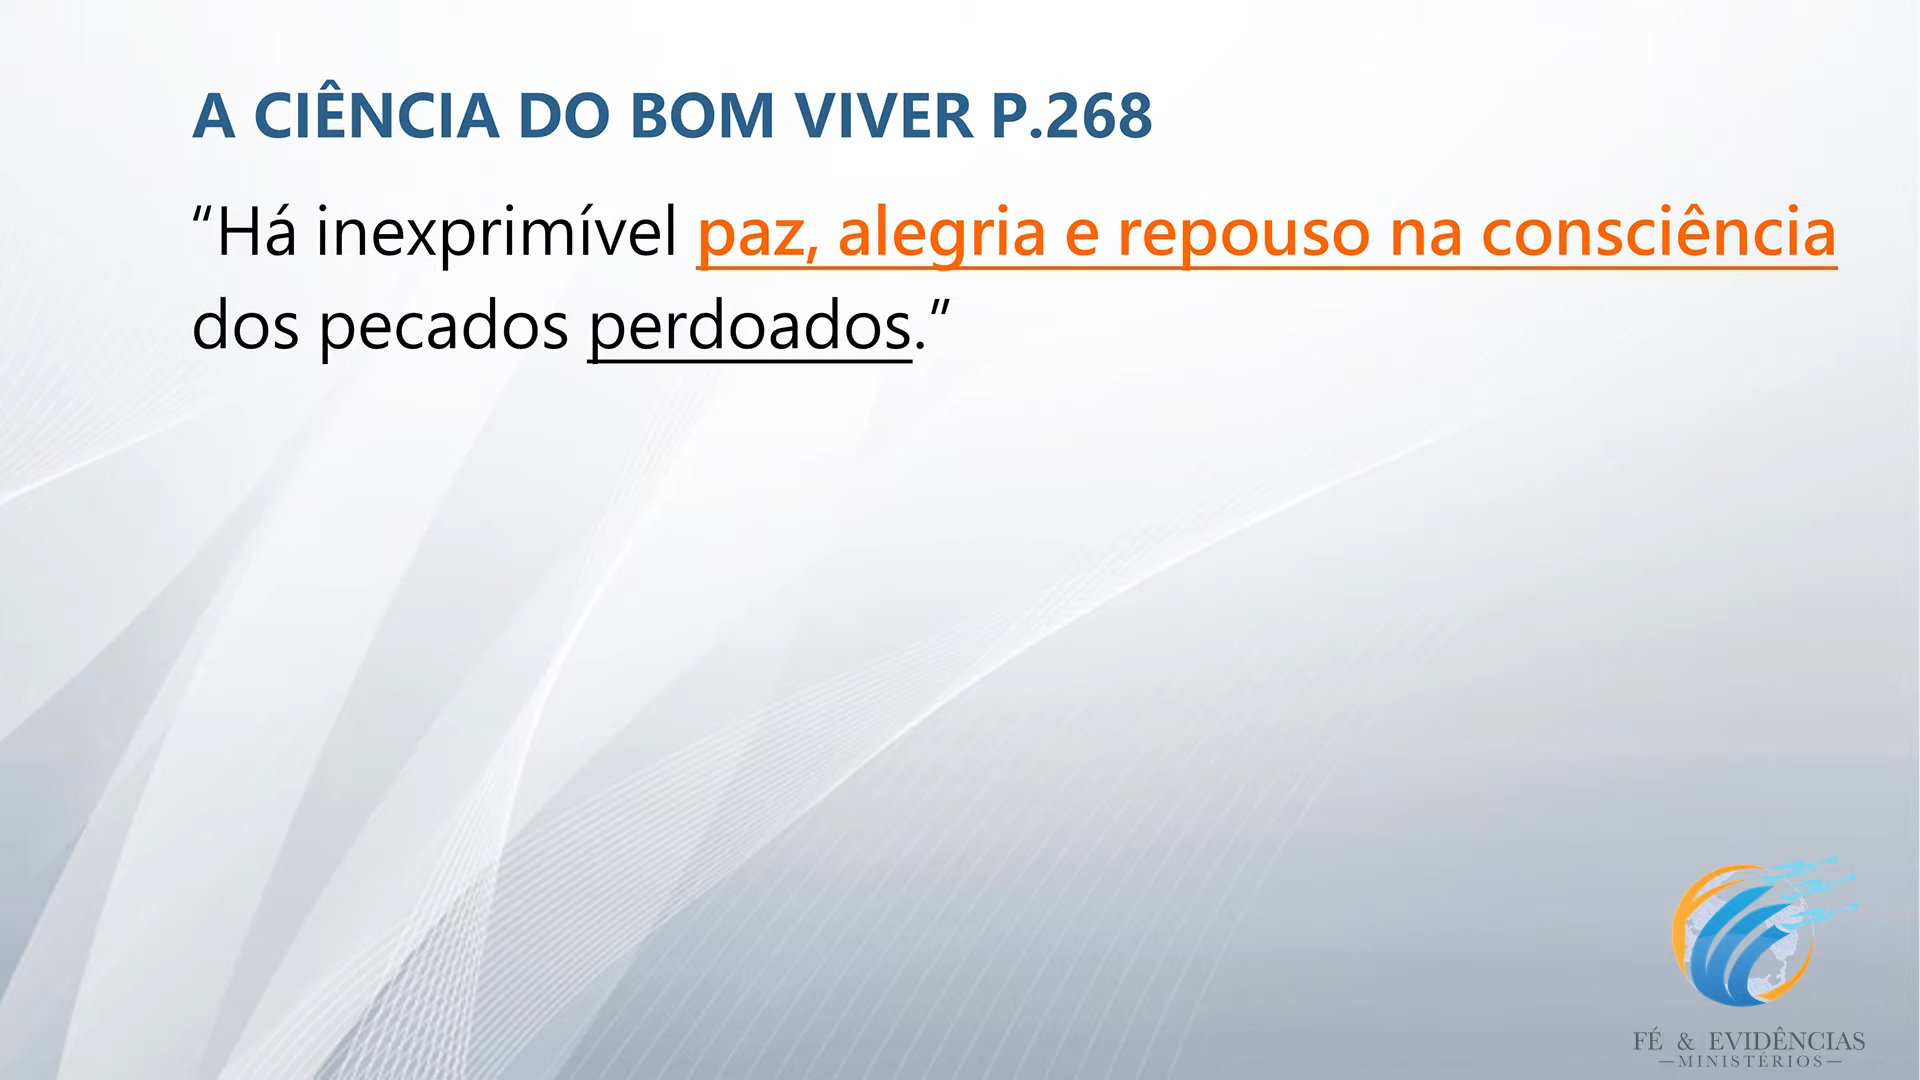 A CIÊNCIA DO BOM VIVER P.268
“Há inexprimível paz, alegria e repouso na consciência
dos pecados perdoados.”
FÉ & EVIDÊNCIAS
—MINISTÉRIOS—